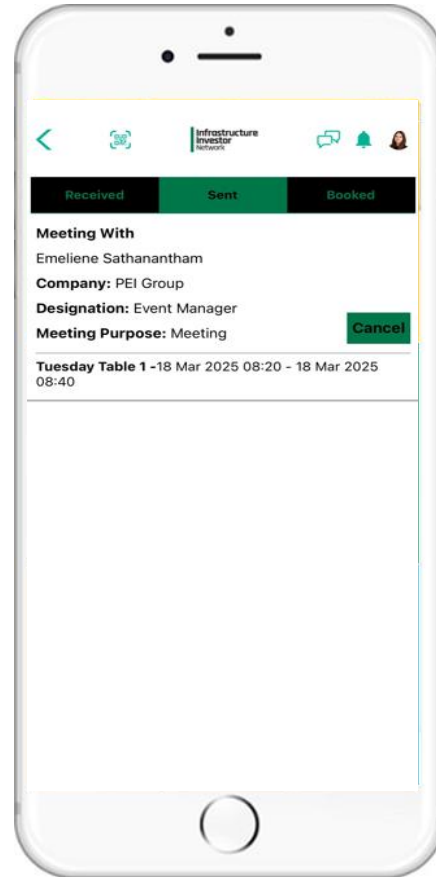 Infrastructure
Investor
Network
Received
Sent
Booked
Meeting With
Emeliene Sathanantham
Company: PEI Group
Designation: Event Manager
Meeting Purpose: Meeting
Cancel
Tuesday Table 1 -18 Mar 2025 08:20 - 18 Mar 2025
08:40